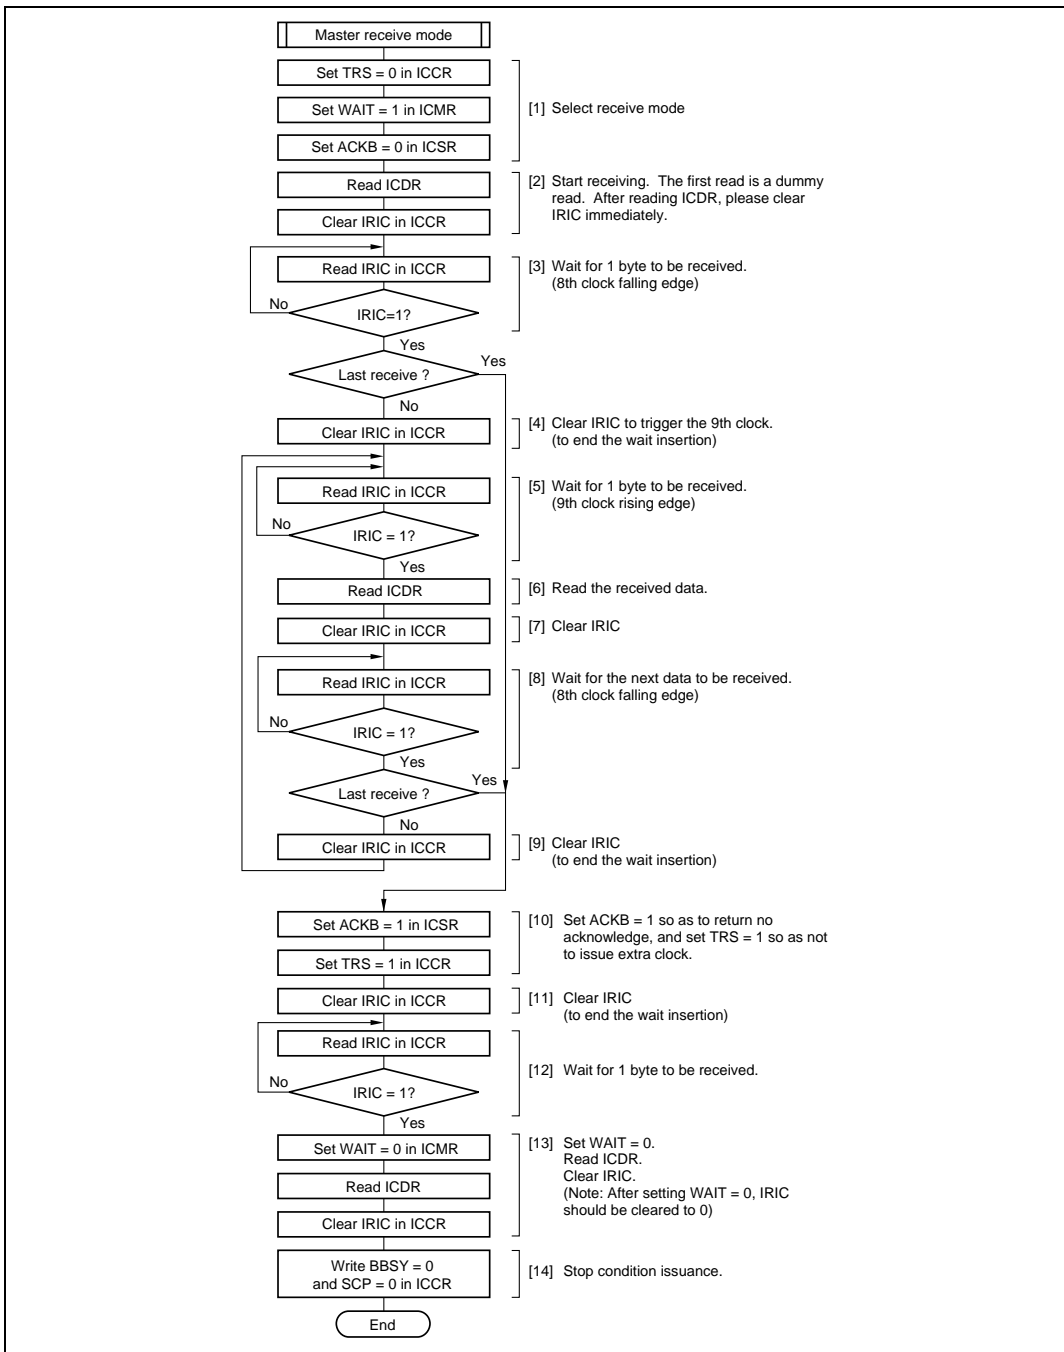 Master receive mode
Set TRS = 0 in ICCR
Set WAIT = 1 in ICMR
[1] Select receive mode
Set ACKB = 0 in ICSR
Read ICDR
[2] Start receiving. The first read is a dummy
read. After reading ICDR, please clear
IRIC immediately.
Clear IRIC in ICCR
Read IRIC in ICCR
[3] Wait for 1 byte to be received.
(8th clock falling edge)
No
IRIC=1?
Yes
Last receive ?
Yes
No
Clear IRIC in ICCR
[4] Clear IRIC to trigger the 9th clock.
(to end the wait insertion)
Read IRIC in ICCR
[5] Wait for 1 byte to be received.
(9th clock rising edge)
No
IRIC = 1?
Yes
Read ICDR
[6] Read the received data.
Clear IRIC in ICCR
[7] Clear IRIC
Read IRIC in ICCR
[8] Wait for the next data to be received.
(8th clock falling edge)
No
IRIC = 1?
Yes
Last receive ?
Yes
No
Clear IRIC in ICCR
[9] Clear IRIC
(to end the wait insertion)
Set ACKB = 1 in ICSR
[10] Set ACKB = 1 so as to return no
acknowledge, and set TRS = 1 so as not
to issue extra clock.
Set TRS = 1 in ICCR
Clear IRIC in ICCR
[11] Clear IRIC
(to end the wait insertion)
Read IRIC in ICCR
[12] Wait for 1 byte to be received.
No
IRIC = 1?
Yes
Set WAIT = 0 in ICMR
[13] Set WAIT = 0.
Read ICDR.
Clear IRIC.
(Note: After setting WAIT = 0, IRIC
should be cleared to 0)
Read ICDR
Clear IRIC in ICCR
Write BBSY = 0
and SCP = 0 in ICCR
[14] Stop condition issuance.
End